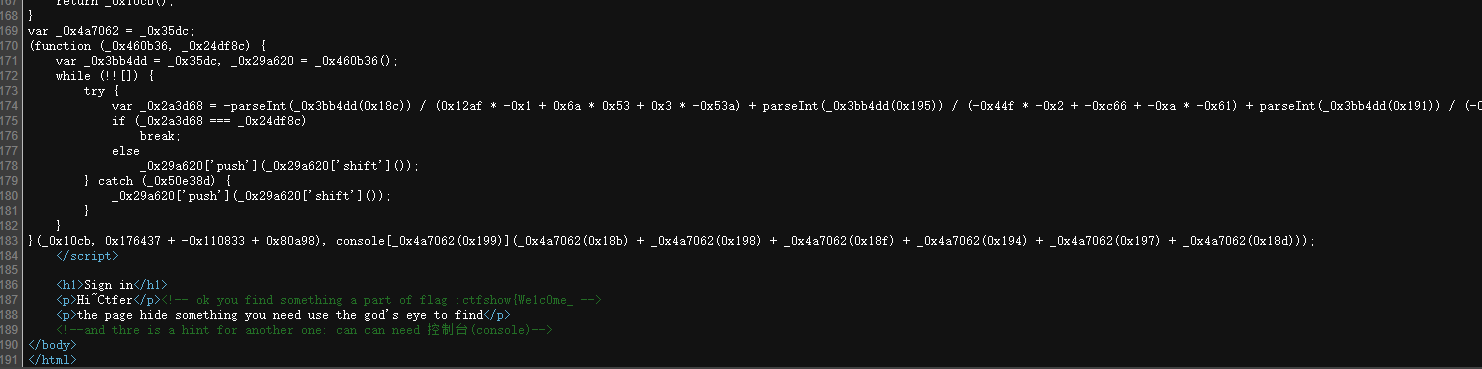 167 return _0x10cb();
168 }
169 var _0x4a7062 = _0x35dc;
170 (function (_0x460b36, _0x24df8c) {
171 var _0x3bb4dd = _0x35dc, _0x29a620 = _0x460b36();
172 while (!![]) {
173 try {
174 var _0x2a3d68 = -parseInt(_0x3bb4dd(0x18c)) / (0x12af * -0x1 + 0x6a * 0x53 + 0x3 * -0x53a) + parseInt(_0x3bb4dd(0x195)) / (-0x44f * -0x2 + -0xc66 + -0xa * -0x61) + parseInt(_0x3bb4dd(0x191)) / (-0
175 if (_0x2a3d68 === _0x24df8c)
176 break;
177 else
178 _0x29a620['push'](_0x29a620['shift']());
179 } catch (_0x50e38d) {
180 _0x29a620['push'](_0x29a620['shift']());
181 }
182 }
183 }(_0x10cb, 0x176437 + -0x110833 + 0x80a98), console[_0x4a7062(0x199)](_0x4a7062(0x18b) + _0x4a7062(0x198) + _0x4a7062(0x18f) + _0x4a7062(0x194) + _0x4a7062(0x197) + _0x4a7062(0x18d)));
184 </script>
185
186 <h1>Sign in</h1>
187 <p>Hi~Ctfer</p><!-- ok you find something a part of flag :ctfshow{We1c0me_ -->
188 <p>the page hide something you need use the god's eye to find</p>
189 <!--and thre is a hint for another one: can can need 控制台(console)-->
190 </body>
191 </html>